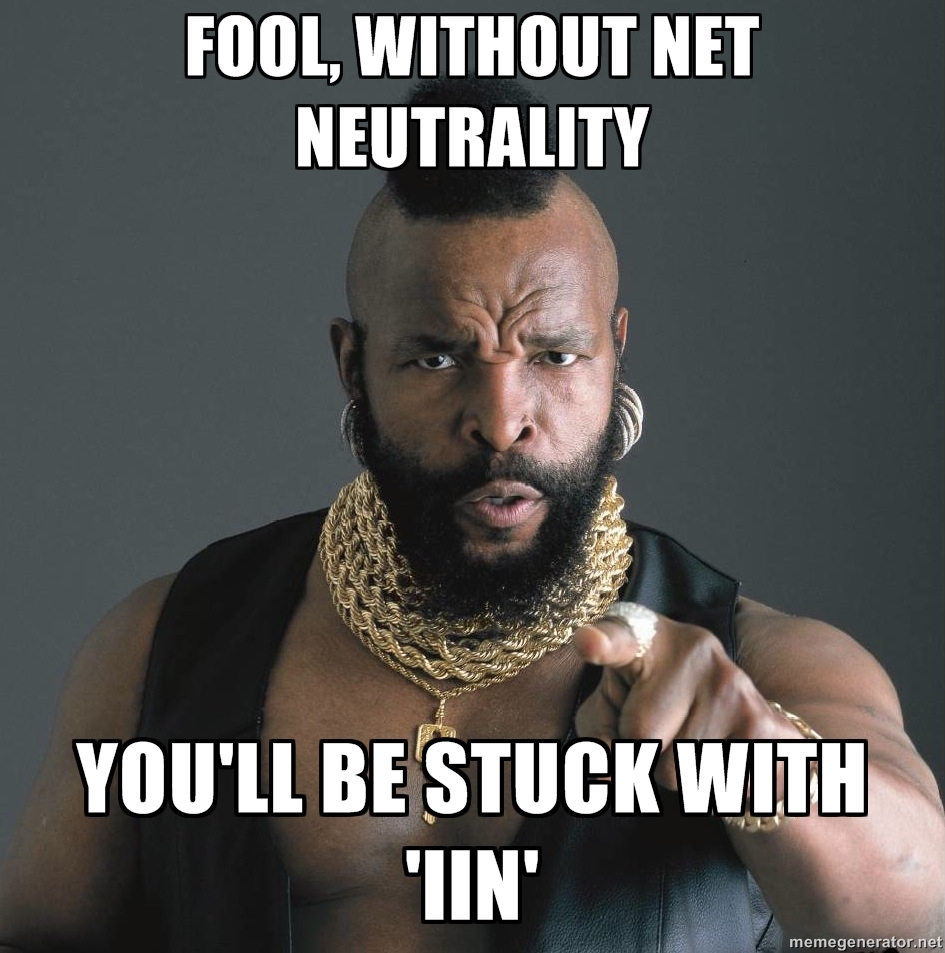 FOOL, WITHOUT NET
NEUTRALITY
YOU'LL BE STUCK WITH
'IIN'
memegenerator.net